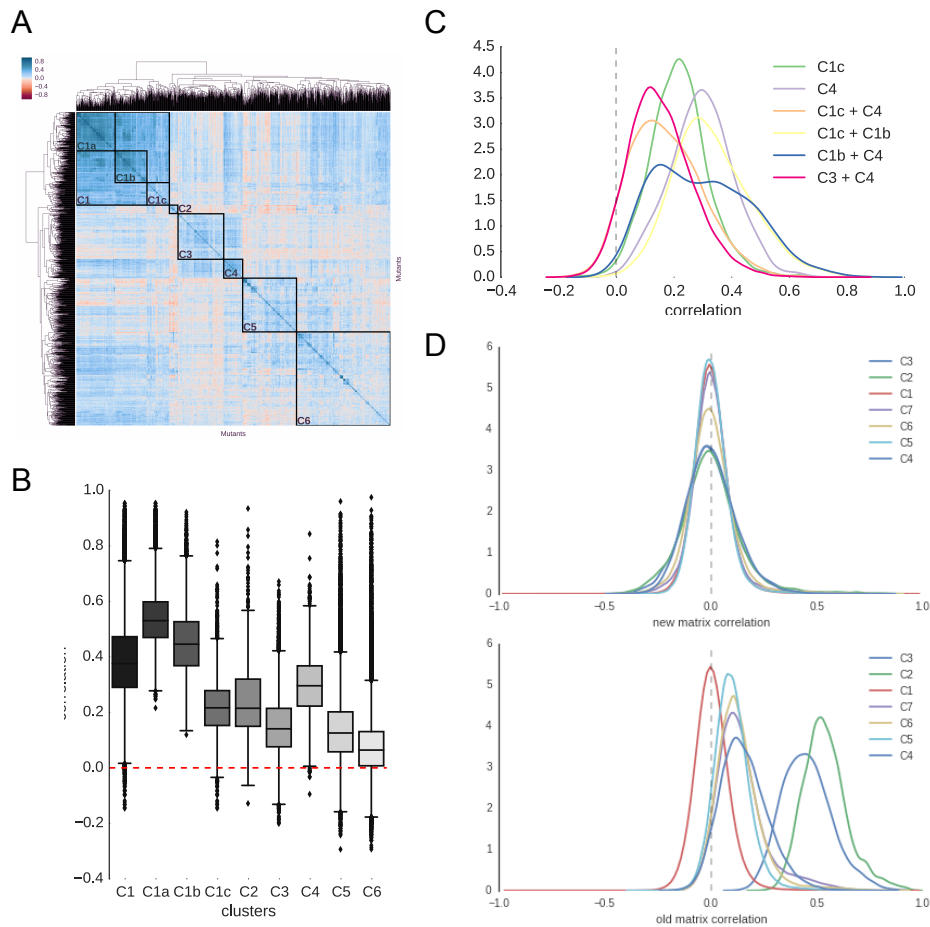 A
0.8
0.4
0.0
−0.4
−0.8
C1a
C1b
C1
C1c
C2
C3
C4
C5
C6
Mutants
Mutants
B
1.0
0.8
0.6
0.4
0.2
0.0
−0.2
−0.4
C1 C1a C1b C1c C2 C3 C4 C5 C6
clusters
C
4.5
4.0
3.5
3.0
2.5
2.0
1.5
1.0
0.5
0.0
−0.4 −0.2 0.0 0.2 0.4 0.6 0.8 1.0
correlation
C1c
C4
C1c + C4
C1c + C1b
C1b + C4
C3 + C4
D
6
5
4
3
2
1
0
−1.0 −0.5 0.0 0.5 1.0
new matrix correlation
C3
C2
C1
C7
C6
C5
C4
6
5
4
3
2
1
0
−1.0 −0.5 0.0 0.5 1.0
old matrix correlation
C3
C2
C1
C7
C6
C5
C4